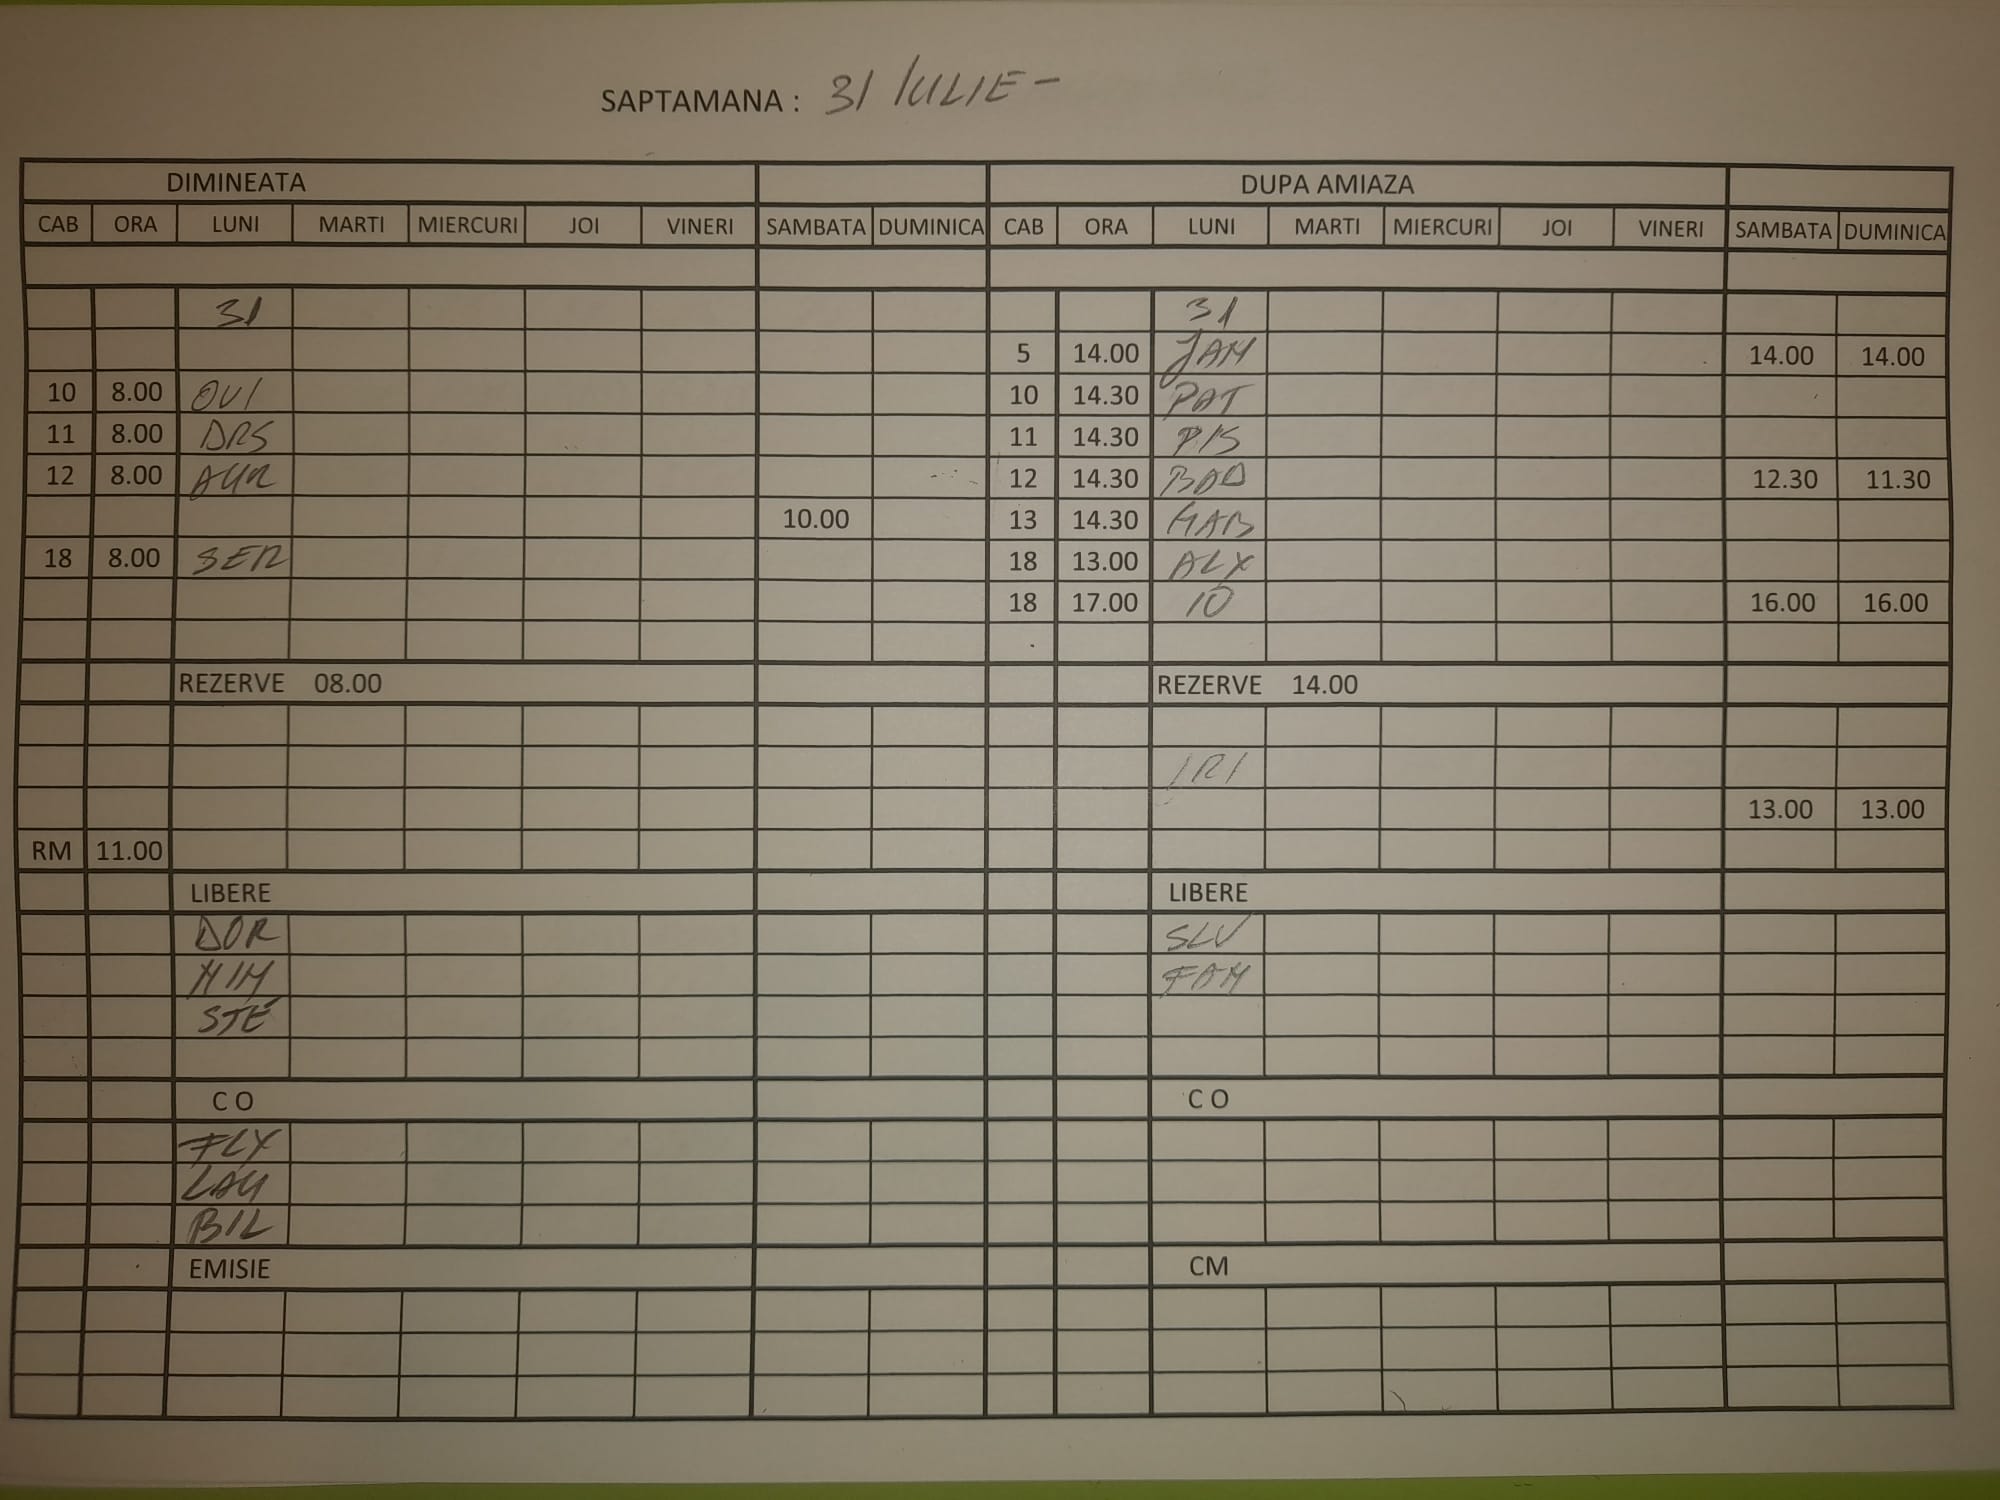 SAPTAMANA : 31 IULIE -
DIMINEATA DUPA AMIAZA
CAB ORA LUNI MARTI MIERCURI JOI VINERI SAMBATA DUMINICA CAB ORA LUNI MARTI MIERCURI JOI VINERI SAMBATA DUMINICA
31 31
5 14.00 JAM 14.00 14.00
10 8.00 OVI 10 14.30 PAT
11 8.00 DRS 11 14.30 PIS
12 8.00 AUR 12 14.30 BAD 12.30 11.30
10.00 13 14.30 GAB
18 8.00 SER 18 13.00 ALX
18 17.00 IO 16.00 16.00
REZERVE 08.00 REZERVE 14.00
IRI
13.00 13.00
RM 11.00
LIBERE LIBERE
DOR SLV
MIM FAM
STE
C O C O
FLX
LAU
BIL
EMISIE CM